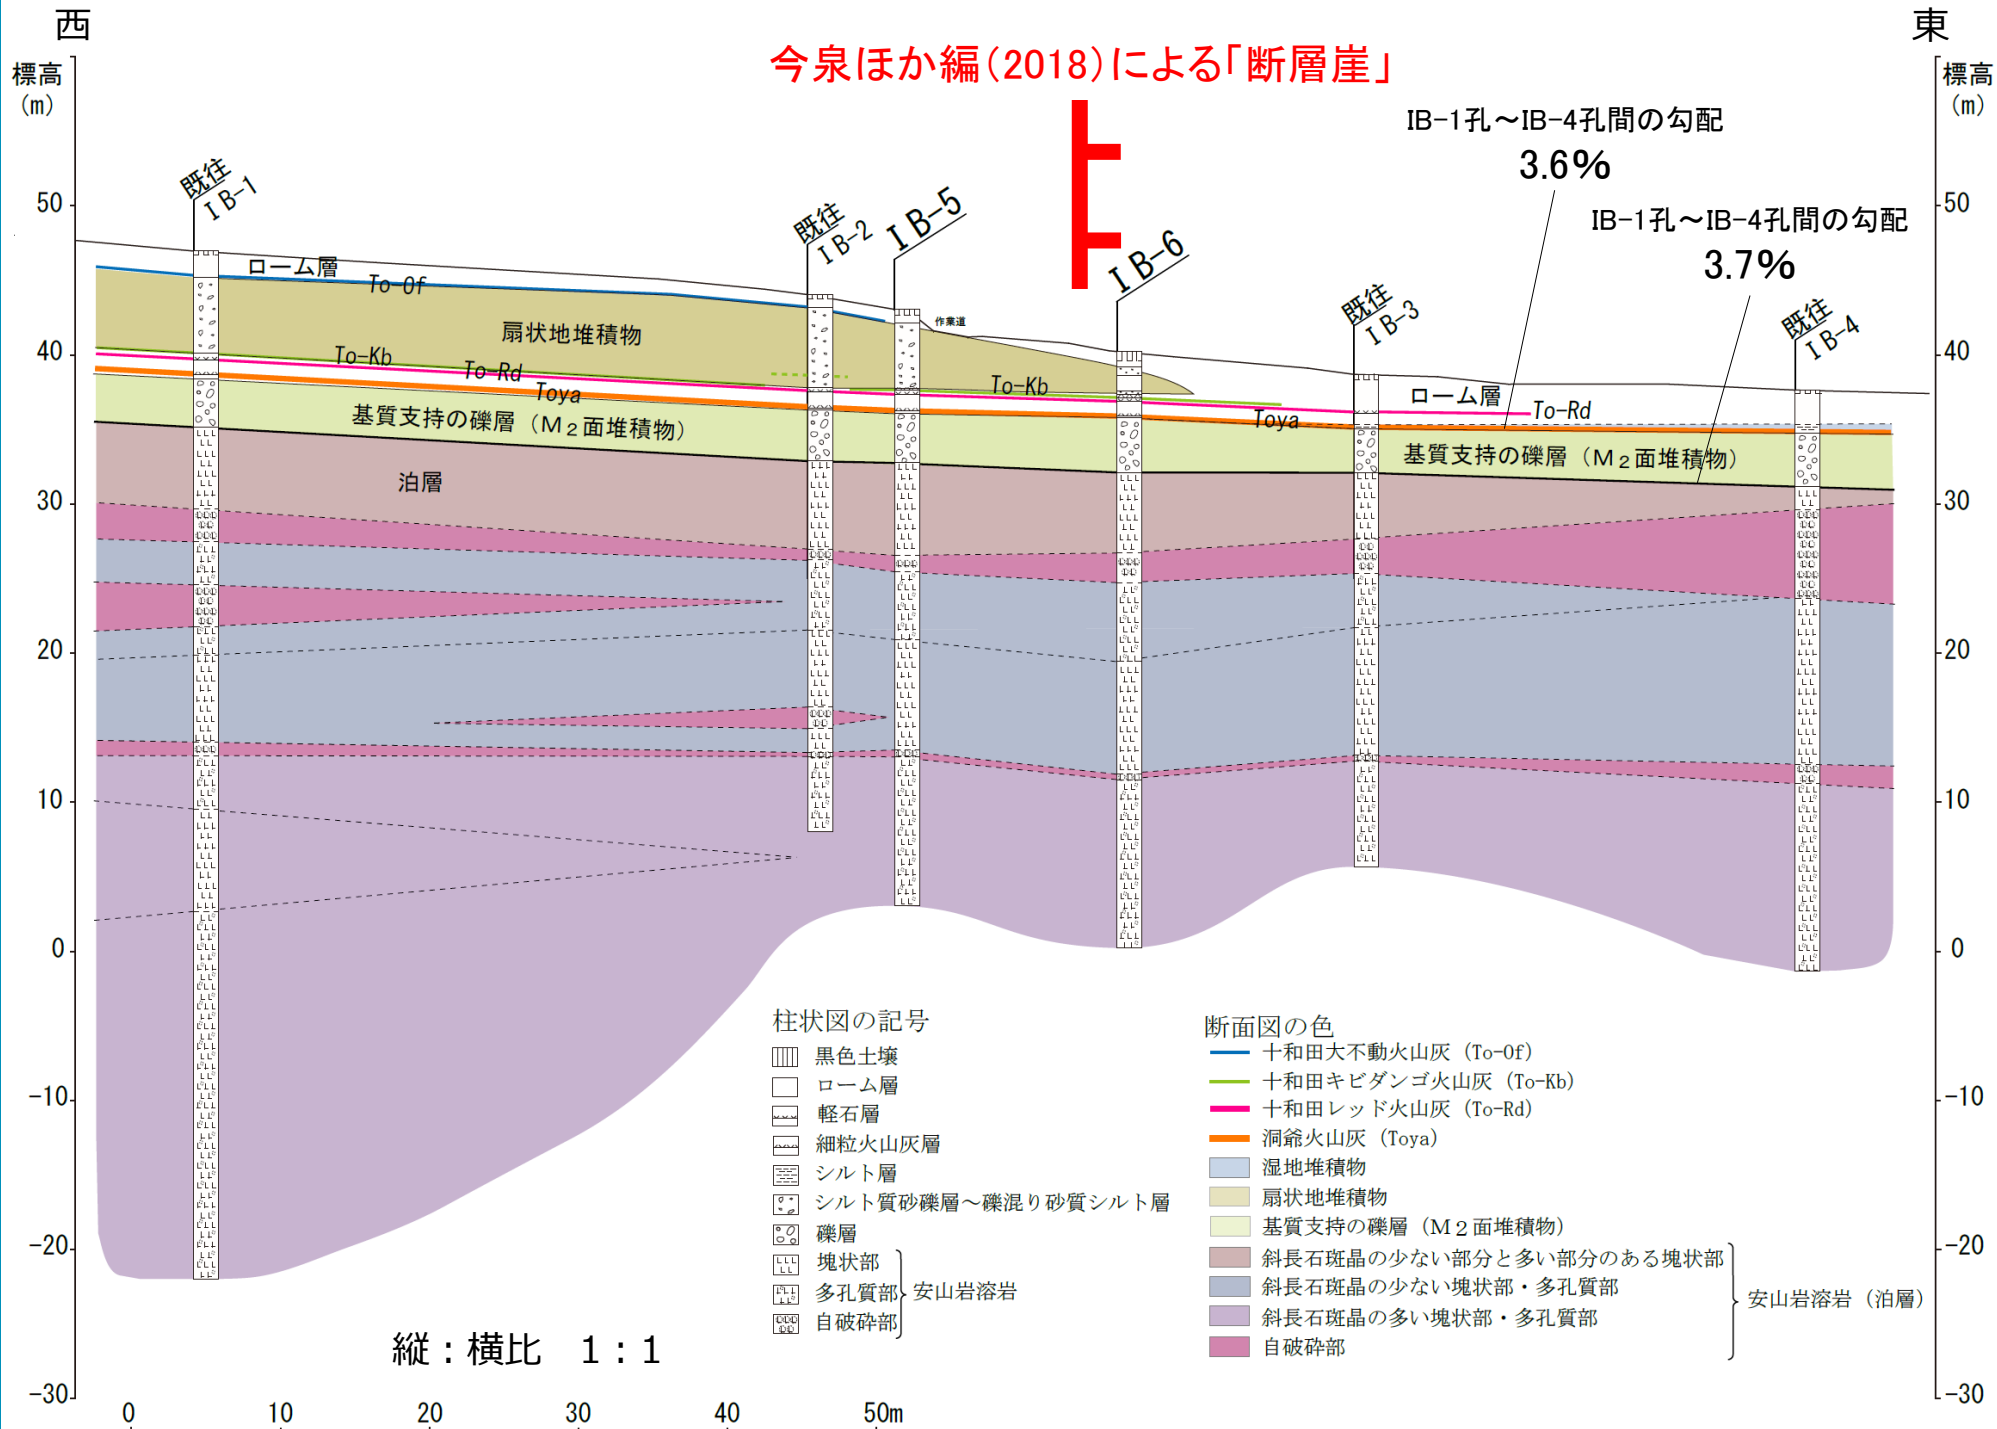 西
東
今泉ほか編（2018）による「断層崖」
標高
（m）
標高
（m）
IB-1孔～IB-4孔間の勾配
3.6%
IB-1孔～IB-4孔間の勾配
3.7%
既往
ⅠB-1
既往
ⅠB-2
ⅠB-5
ⅠB-6
既往
ⅠB-3
既往
ⅠB-4
50
40
30
20
10
0
-10
-20
-30
50
40
30
20
10
0
-10
-20
-30
ローム層
To-Of
作業道
扇状地堆積物
To-Kb
To-Rd
Toya
To-Kb
Toya
ローム層
To-Rd
基質支持の礫層（M₂面堆積物）
基質支持の礫層（M₂面堆積物）
泊層
柱状図の記号
黒色土壌
ローム層
軽石層
細粒火山灰層
シルト層
シルト質砂礫層～礫混り砂質シルト層
礫層
塊状部
多孔質部
自破砕部
安山岩溶岩
断面図の色
十和田大不動火山灰（To-Of）
十和田キビダンゴ火山灰（To-Kb）
十和田レッド火山灰（To-Rd）
洞爺火山灰（Toya）
湿地堆積物
扇状地堆積物
基質支持の礫層（M２面堆積物）
斜長石斑晶の少ない部分と多い部分のある塊状部
斜長石斑晶の少ない塊状部・多孔質部
斜長石斑晶の多い塊状部・多孔質部
自破砕部
安山岩溶岩（泊層）
縦：横比　1：1
0 10 20 30 40 50m